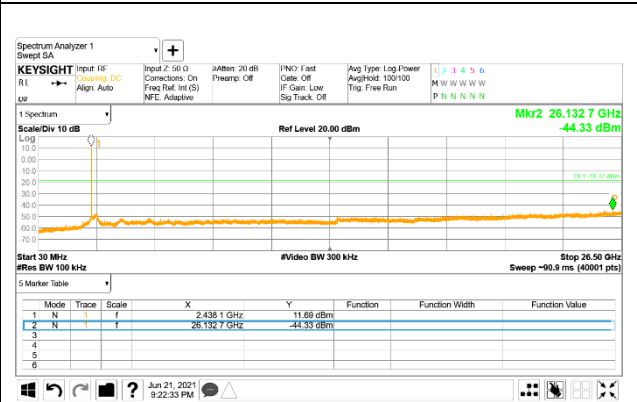 Spectrum Analyzer 1
Swept SA
KEYSIGHT Input: RF Input Z: 50 Ω #Atten: 20 dB PNO: Fast Avg Type: Log-Power 1 2 3 4 5 6
R L Coupling: DC Corrections: On Preamp: Off Gate: Off Avg|Hold: 100/100 M W W W W W
Align: Auto Freq Ref: Int (S) IF Gain: Low Trig: Free Run
NFE: Adaptive Sig Track: Off P N N N N N
1 Spectrum Mkr2 26.132 7 GHz
Scale/Div 10 dB Ref Level 20.00 dBm -44.33 dBm
Log
10.0 1
0.00
10.0
20.0
30.0
40.0
50.0
60.0
70.0
Start 30 MHz #Video BW 300 kHz Stop 26.50 GHz
#Res BW 100 kHz Sweep ~90.9 ms (40001 pts)
5 Marker Table
Mode Trace Scale X Y Function Function Width Function Value
1 N 1 f 2.438 1 GHz 11.69 dBm
2 N 1 f 26.132 7 GHz -44.33 dBm
3
4
5
6
? Jun 21, 2021
9:22:33 PM